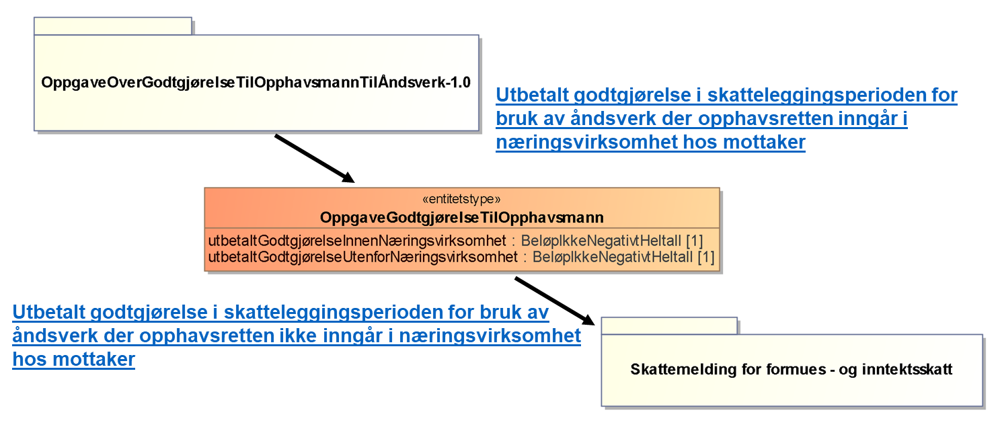 OppgaveOverGodtgjørelseTilOpphavsmannTilÅndsverk-1.0
Utbetalt godtgjørelse i skatteleggingsperioden for
bruk av åndsverk der opphavsretten inngår i
næringsvirksomhet hos mottaker
«entitetstype»
OppgaveGodtgjørelseTilOpphavsmann
utbetaltGodtgjørelseInnenNæringsvirksomhet : BeløpIkkeNegativtHeltall [1]
utbetaltGodtgjørelseUtenforNæringsvirksomhet : BeløpIkkeNegativtHeltall [1]
Utbetalt godtgjørelse i skatteleggingsperioden for bruk av
åndsverk der opphavsretten ikke inngår i næringsvirksomhet
hos mottaker
Skattemelding for formues - og inntektsskatt